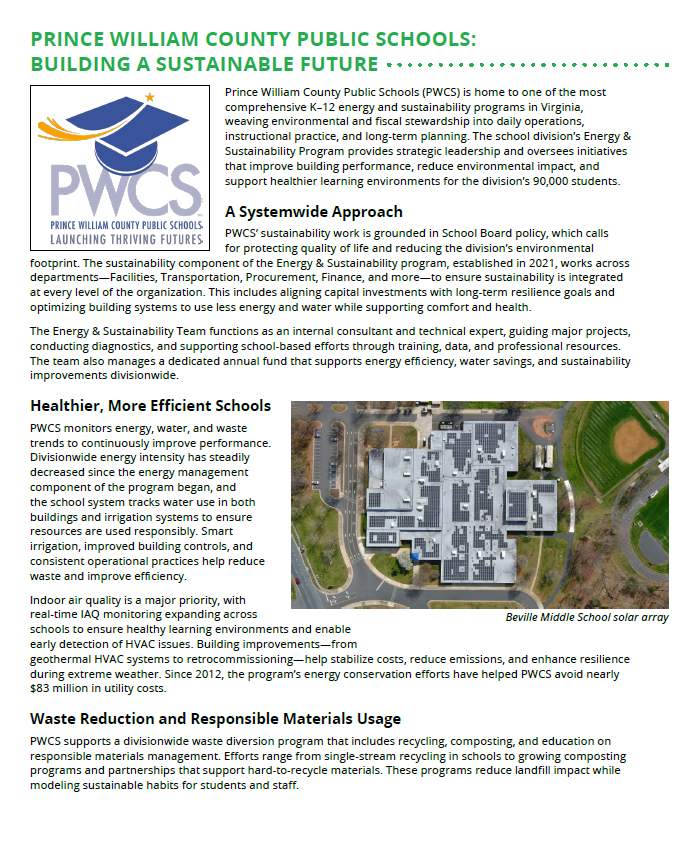 PRINCE WILLIAM COUNTY PUBLIC SCHOOLS:
BUILDING A SUSTAINABLE FUTURE
PWCS
PRINCE WILLIAM COUNTY PUBLIC SCHOOLS
LAUNCHING THRIVING FUTURES
Prince William County Public Schools (PWCS) is home to one of the most
comprehensive K–12 energy and sustainability programs in Virginia,
weaving environmental and fiscal stewardship into daily operations,
instructional practice, and long-term planning. The school division's Energy &
Sustainability Program provides strategic leadership and oversees initiatives
that improve building performance, reduce environmental impact, and
support healthier learning environments for the division's 90,000 students.
A Systemwide Approach
PWCS' sustainability work is grounded in School Board policy, which calls
for protecting quality of life and reducing the division's environmental
footprint. The sustainability component of the Energy & Sustainability program, established in 2021, works across
departments—Facilities, Transportation, Procurement, Finance, and more—to ensure sustainability is integrated
at every level of the organization. This includes aligning capital investments with long-term resilience goals and
optimizing building systems to use less energy and water while supporting comfort and health.
The Energy & Sustainability Team functions as an internal consultant and technical expert, guiding major projects,
conducting diagnostics, and supporting school-based efforts through training, data, and professional resources.
The team also manages a dedicated annual fund that supports energy efficiency, water savings, and sustainability
improvements divisionwide.
Healthier, More Efficient Schools
PWCS monitors energy, water, and waste
trends to continuously improve performance.
Divisionwide energy intensity has steadily
decreased since the energy management
component of the program began, and
the school system tracks water use in both
buildings and irrigation systems to ensure
resources are used responsibly. Smart
irrigation, improved building controls, and
consistent operational practices help reduce
waste and improve efficiency.
Beville Middle School solar array
Indoor air quality is a major priority, with
real-time IAQ monitoring expanding across
schools to ensure healthy learning environments and enable
early detection of HVAC issues. Building improvements—from
geothermal HVAC systems to retrocommissioning—help stabilize costs, reduce emissions, and enhance resilience
during extreme weather. Since 2012, the program's energy conservation efforts have helped PWCS avoid nearly
$83 million in utility costs.
Waste Reduction and Responsible Materials Usage
PWCS supports a divisionwide waste diversion program that includes recycling, composting, and education on
responsible materials management. Efforts range from single-stream recycling in schools to growing composting
programs and partnerships that support hard-to-recycle materials. These programs reduce landfill impact while
modeling sustainable habits for students and staff.